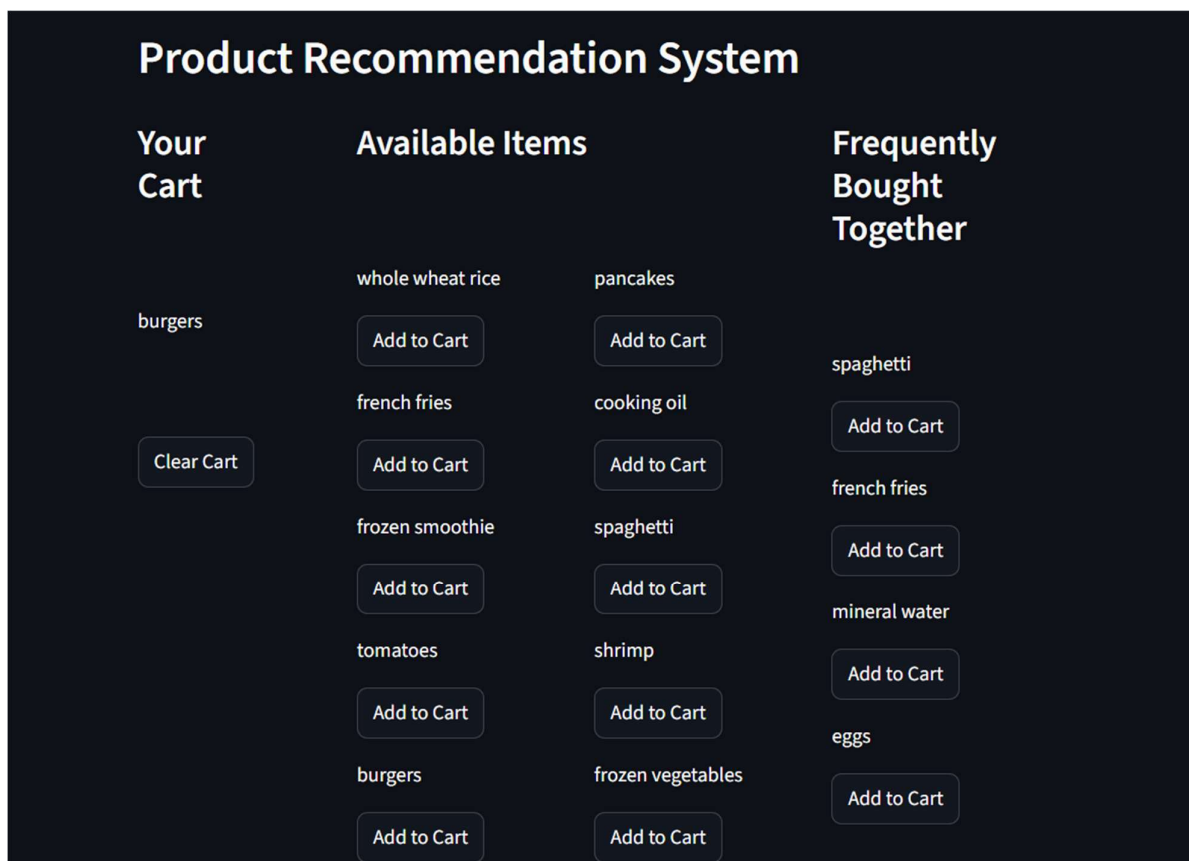 Product Recommendation System
Your
Cart
burgers
Clear Cart
Available Items
whole wheat rice
Add to Cart
french fries
Add to Cart
frozen smoothie
Add to Cart
tomatoes
Add to Cart
burgers
Add to Cart
pancakes
Add to Cart
cooking oil
Add to Cart
spaghetti
Add to Cart
shrimp
Add to Cart
frozen vegetables
Add to Cart
Frequently
Bought
Together
spaghetti
Add to Cart
french fries
Add to Cart
mineral water
Add to Cart
eggs
Add to Cart